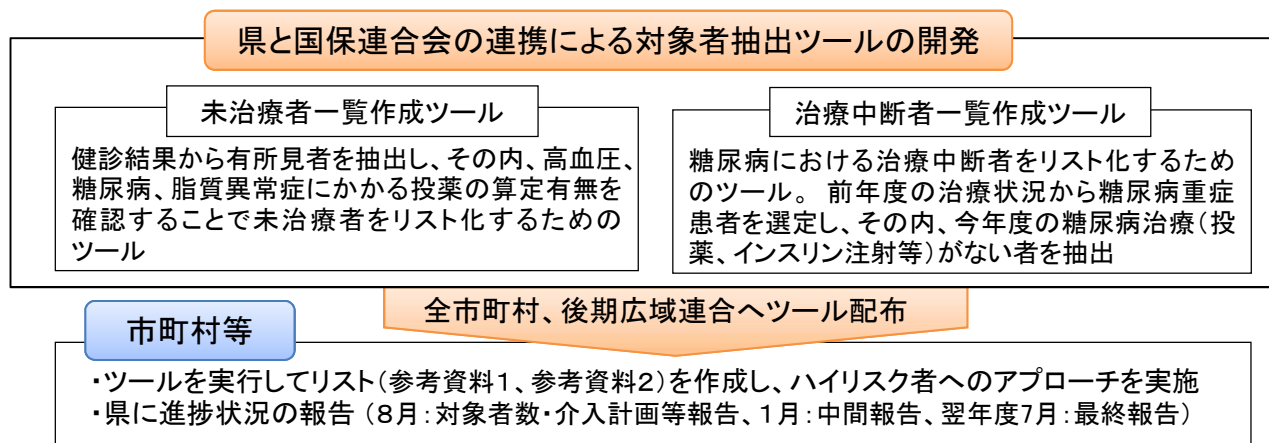 県と国保連合会の連携による対象者抽出ツールの開発
未治療者一覧作成ツール
健診結果から有所見者を抽出し、その内、高血圧、
糖尿病、脂質異常症にかかる投薬の算定有無を
確認することで未治療者をリスト化するための
ツール
治療中断者一覧作成ツール
糖尿病における治療中断者をリスト化するため
のツール。 前年度の治療状況から糖尿病重症
患者を選定し、その内、今年度の糖尿病治療(投
薬、インスリン注射等)がない者を抽出
全市町村、後期広域連合へツール配布
市町村等
・ツールを実行してリスト(参考資料1、参考資料2)を作成し、ハイリスク者へのアプローチを実施
・県に進捗状況の報告 (8月:対象者数・介入計画等報告、1月:中間報告、翌年度7月:最終報告)